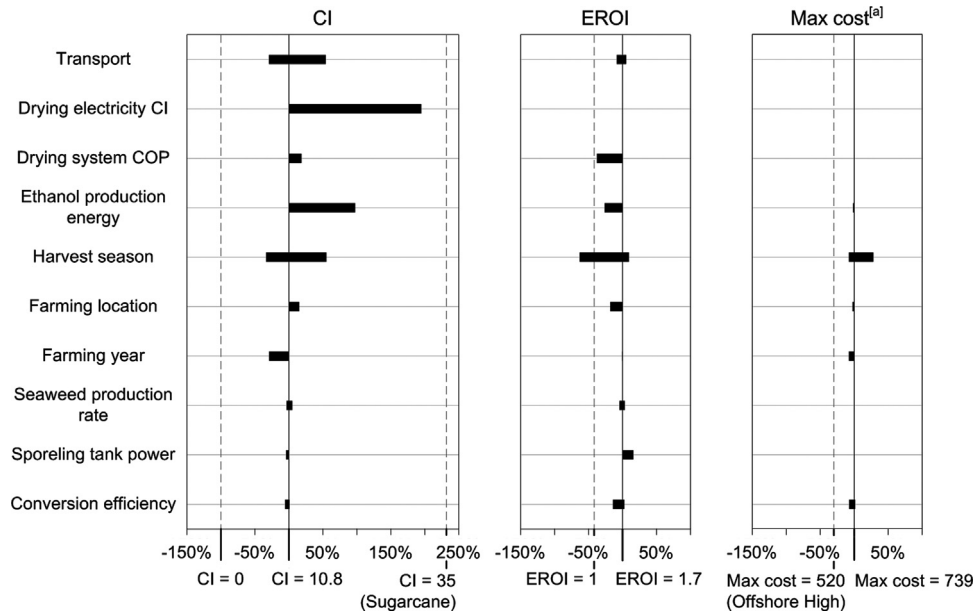 CI EROI Max cost[a]
Transport
Drying electricity CI
Drying system COP
Ethanol production
energy
Harvest season
Farming location
Farming year
Seaweed production
rate
Sporeling tank power
Conversion efficiency
-150% -50% 50% 150% 250% -150% -50% 50% -150% -50% 50%
CI = 0 CI = 10.8 CI = 35 EROI = 1 EROI = 1.7 Max cost = 520 Max cost = 739
(Sugarcane) (Offshore High)